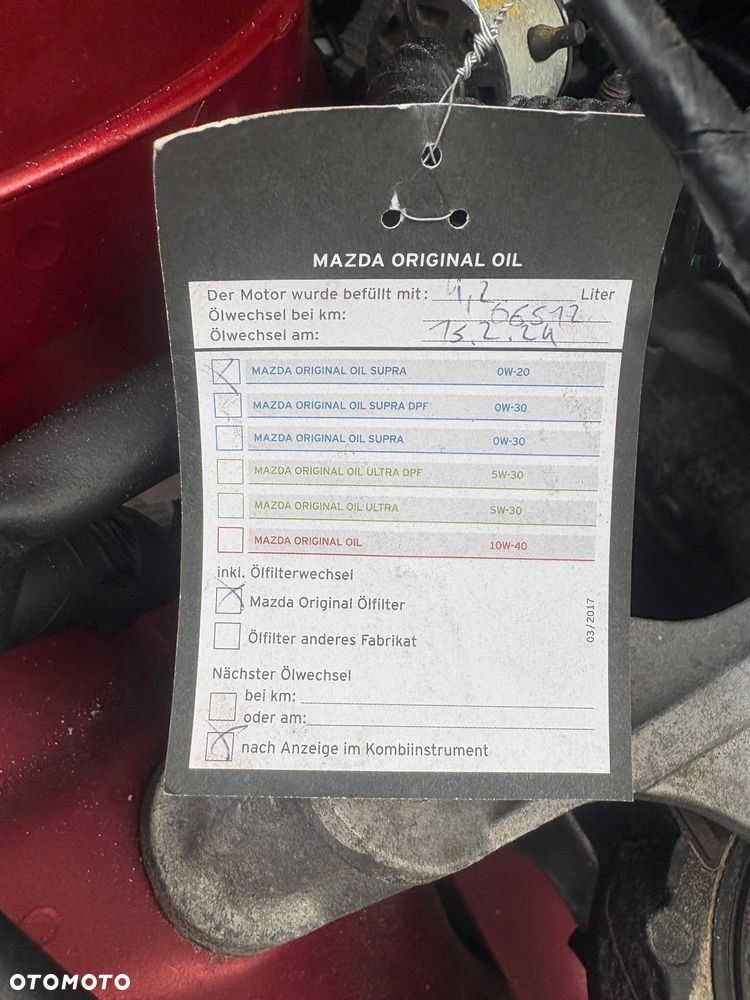 MAZDA ORIGINAL OIL
Der Motor wurde befüllt mit: 4,2 Liter
Ölwechsel bei km: 66512
Ölwechsel am: 15.2.24
MAZDA ORIGINAL OIL SUPRA 0W-20
MAZDA ORIGINAL OIL SUPRA DPF 0W-30
MAZDA ORIGINAL OIL SUPRA 0W-30
MAZDA ORIGINAL OIL ULTRA DPF 5W-30
MAZDA ORIGINAL OIL ULTRA 5W-30
MAZDA ORIGINAL OIL 10W-40
inkl. Ölfilterwechsel
Mazda Original Ölfilter
Ölfilter anderes Fabrikat
03/2017
Nächster Ölwechsel
bei km:
oder am:
nach Anzeige im Kombiinstrument
OTOMOTO